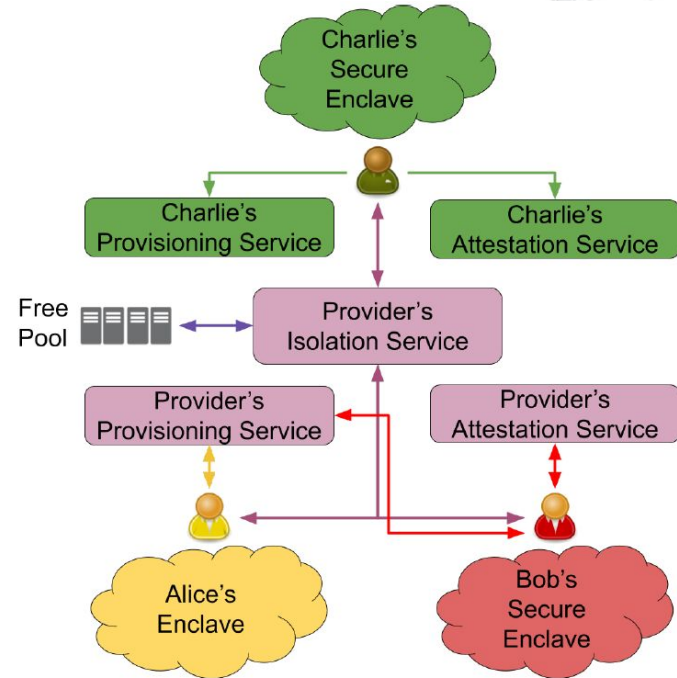 Charlie's
Secure
Enclave
Charlie's
Provisioning Service
Charlie's
Attestation Service
Free
Pool
Provider's
Isolation Service
Provider's
Provisioning Service
Provider's
Attestation Service
Alice's
Enclave
Bob's
Secure
Enclave